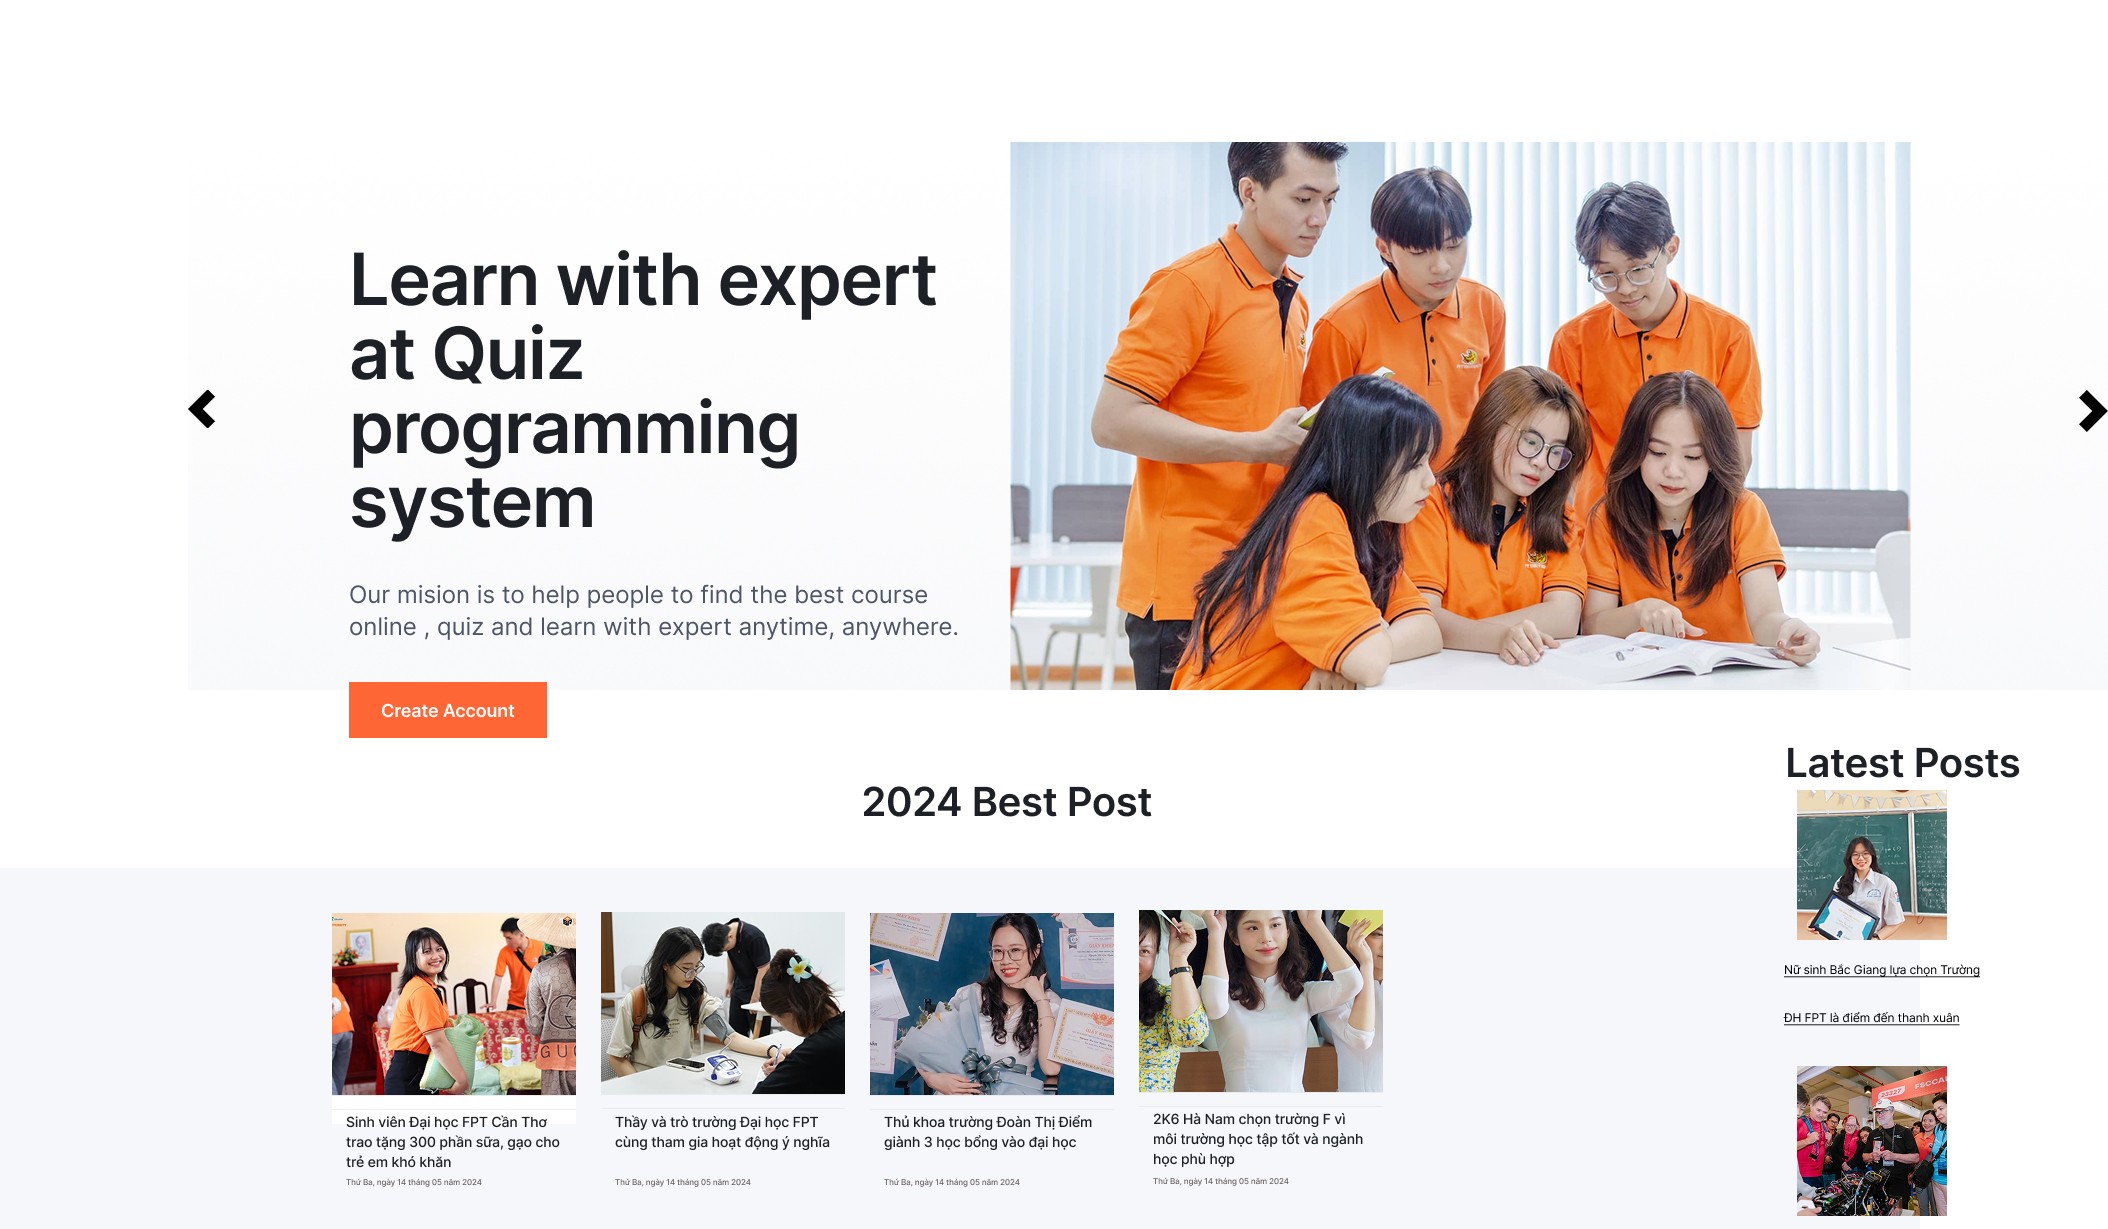 Learn with expert
at Quiz
programming
system
Our mision is to help people to find the best course
online , quiz and learn with expert anytime, anywhere.
Create Account
2024 Best Post
Sinh viên Đại học FPT Cần Thơ
trao tặng 300 phần sữa, gạo cho
trẻ em khó khăn
Thứ Ba, ngày 14 tháng 05 năm 2024
Thầy và trò trường Đại học FPT
cùng tham gia hoạt động ý nghĩa
Thứ Ba, ngày 14 tháng 05 năm 2024
Thủ khoa trường Đoàn Thị Điểm
giành 3 học bổng vào đại học
Thứ Ba, ngày 14 tháng 05 năm 2024
2K6 Hà Nam chọn trường F vì
môi trường học tập tốt và ngành
học phù hợp
Thứ Ba, ngày 14 tháng 05 năm 2024
Latest Posts
Nữ sinh Bắc Giang lựa chọn Trường
ĐH FPT là điểm đến thanh xuân